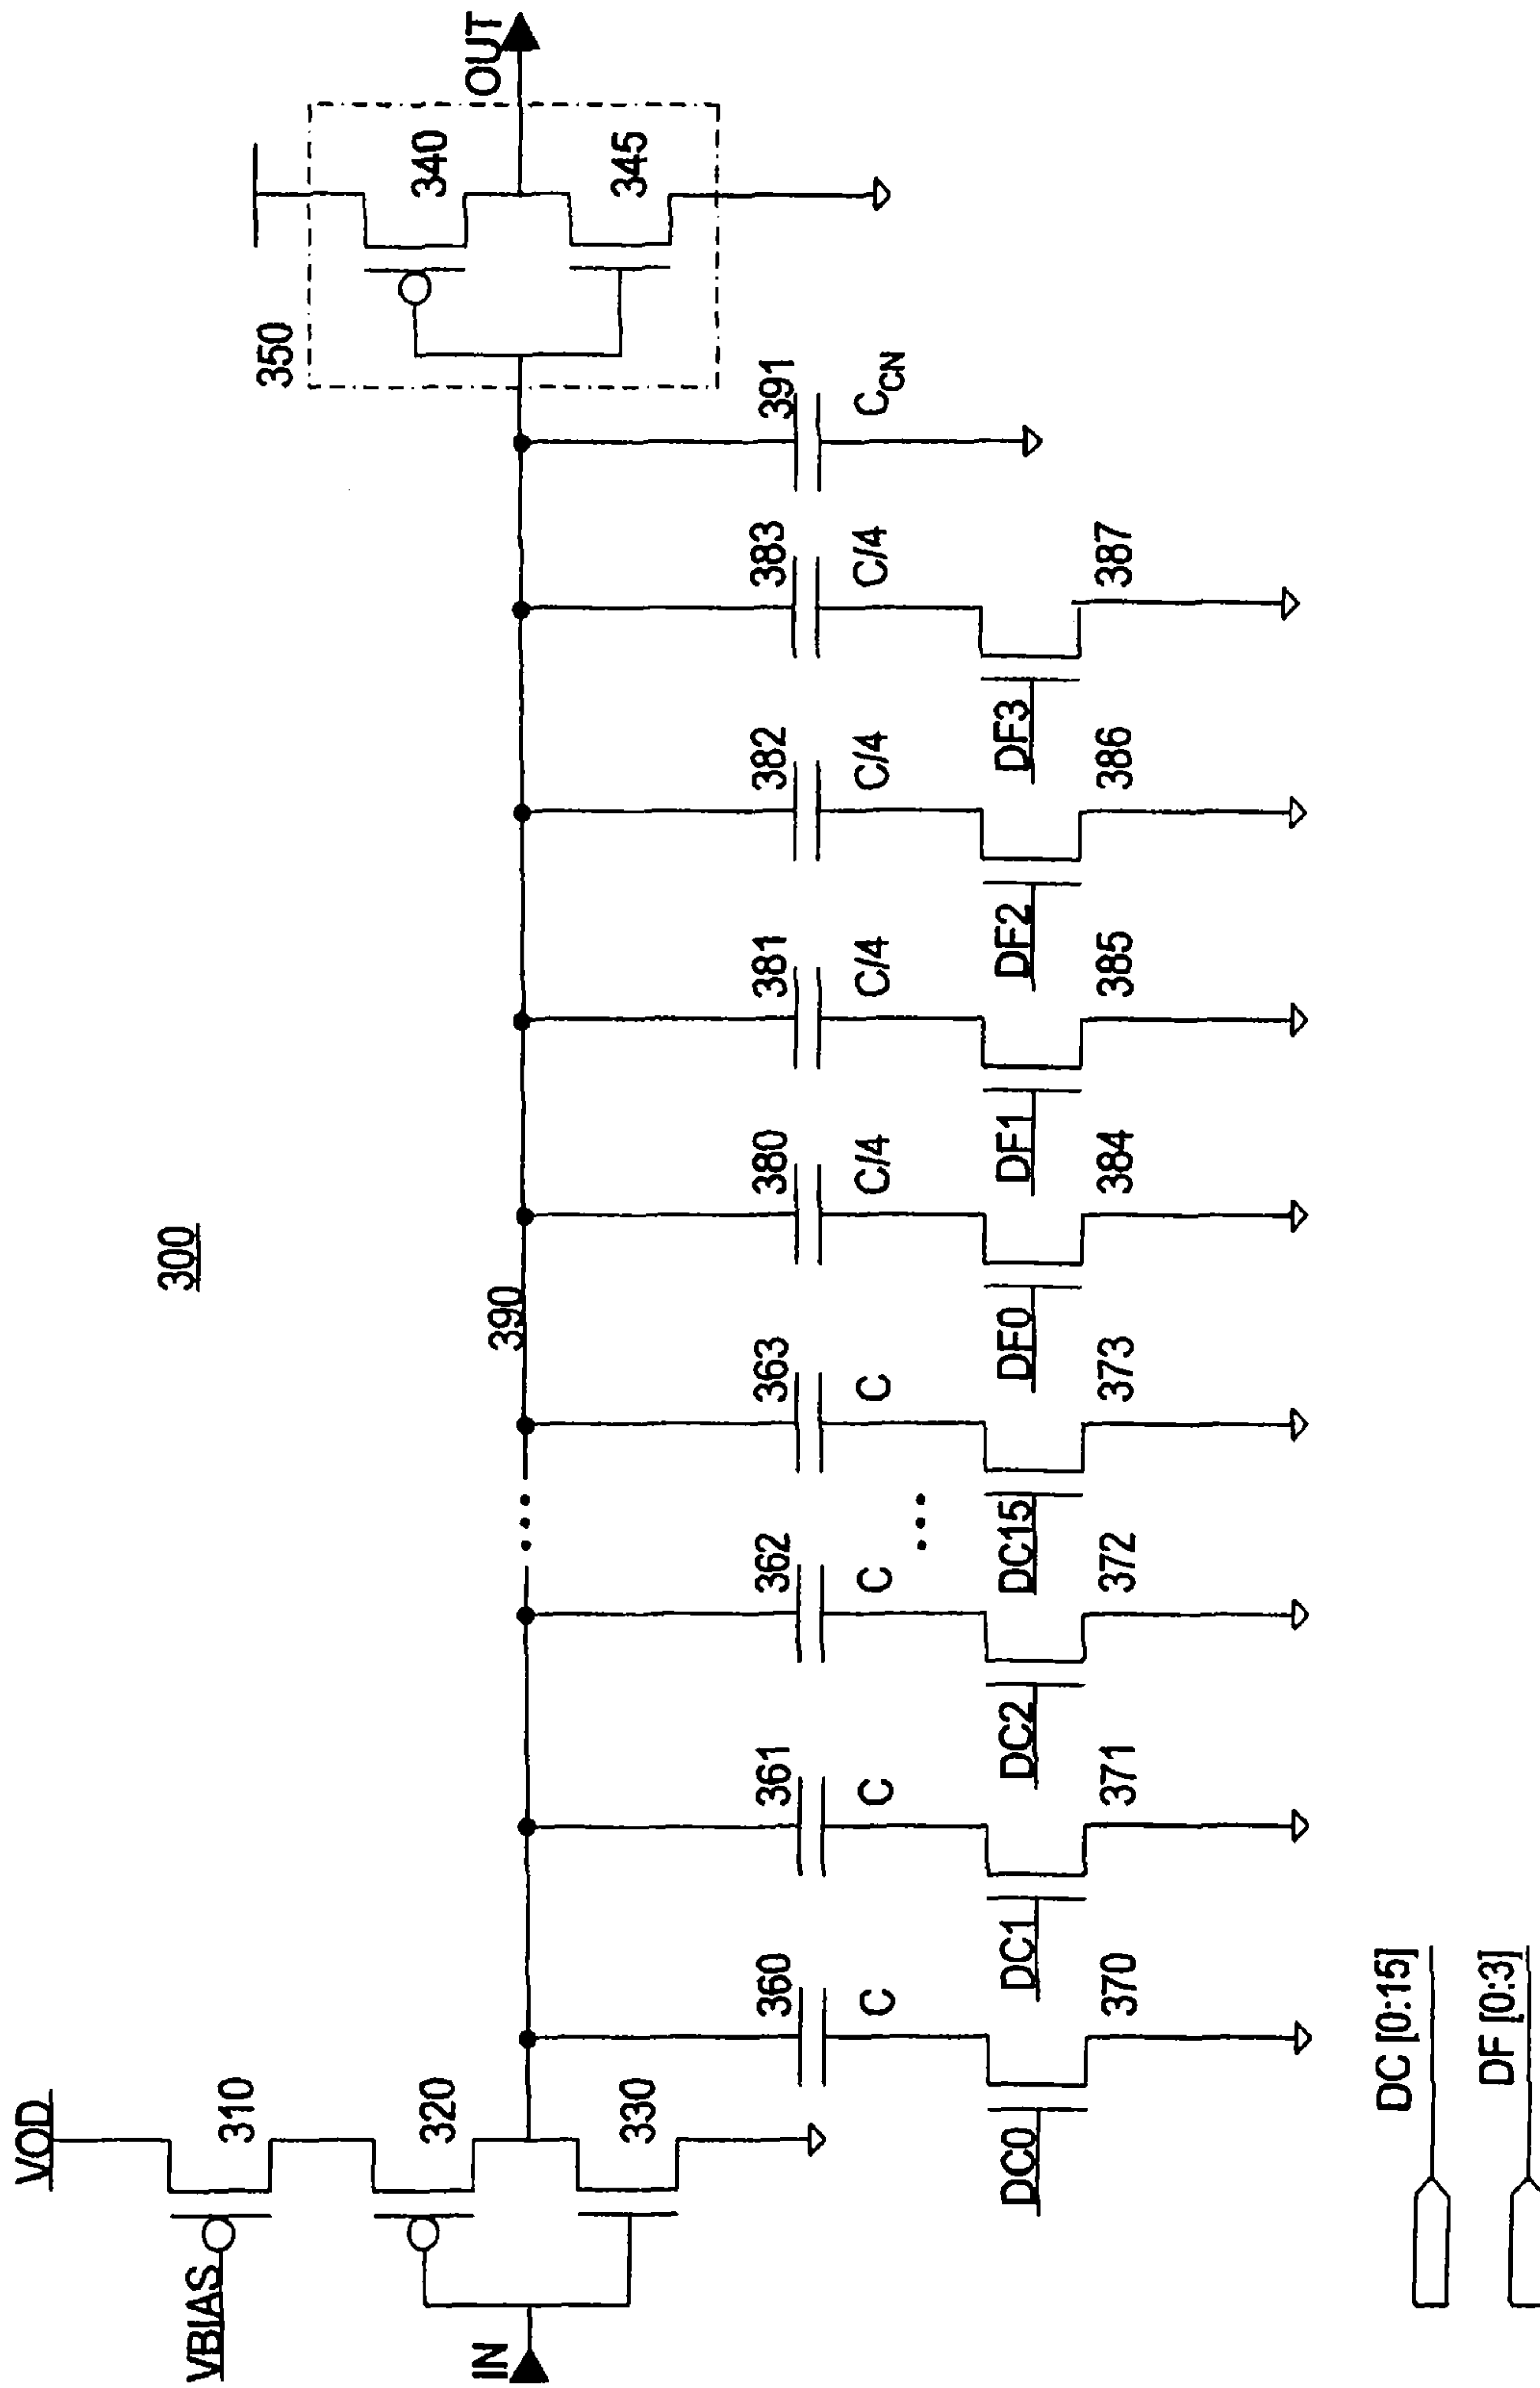 300
VOD
VBIAS
310
320
330
IN
390
350
340
345
OUT
360
361
362
363
380
381
382
383
391
C
C
C
C
C/4
C/4
C/4
C/4
C_CN
...
...
DC0
DC1
DC2
DC15
DF0
DF1
DF2
DF3
370
371
372
373
384
385
386
387
DC [0:15]
DF [0:3]